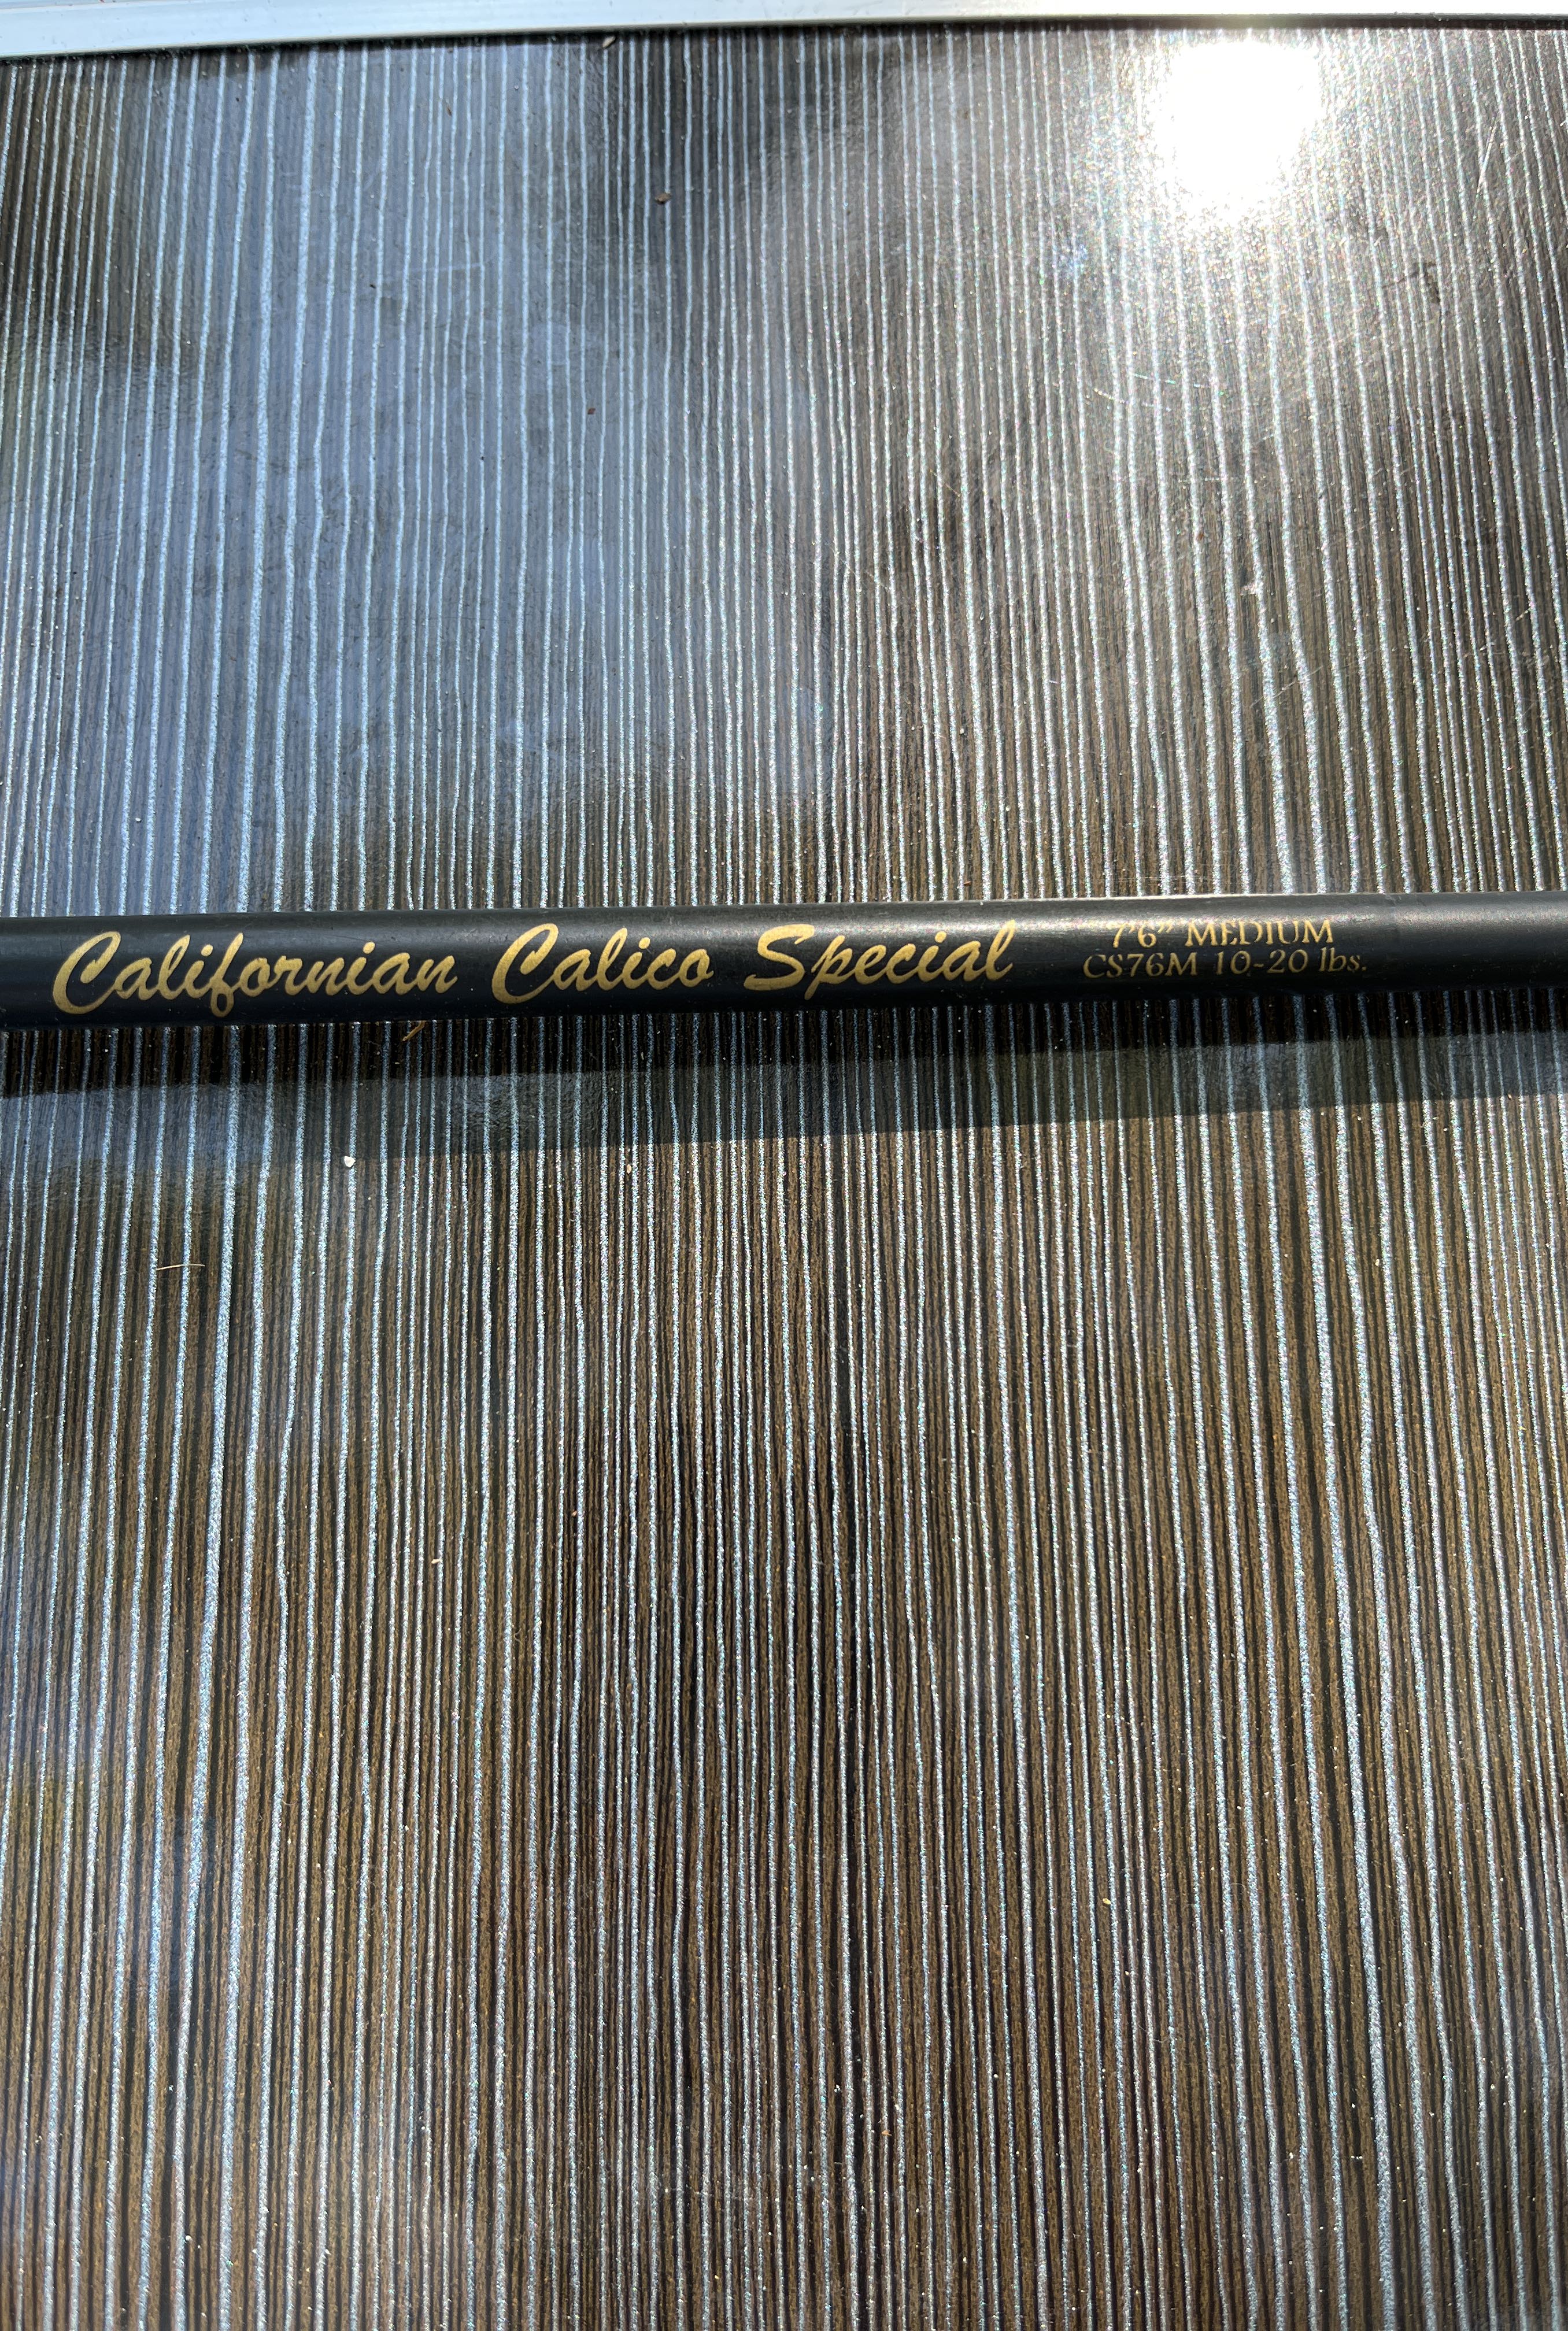 Californian Calico Special
7'6" MEDIUM
CS76M 10-20 lbs.